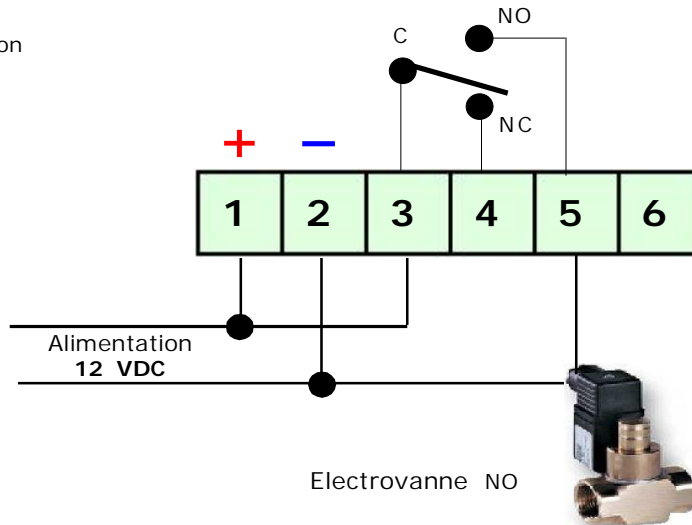 on
NO
C
NC
+ −
1 2 3 4 5 6
Alimentation
12 VDC
Electrovanne NO